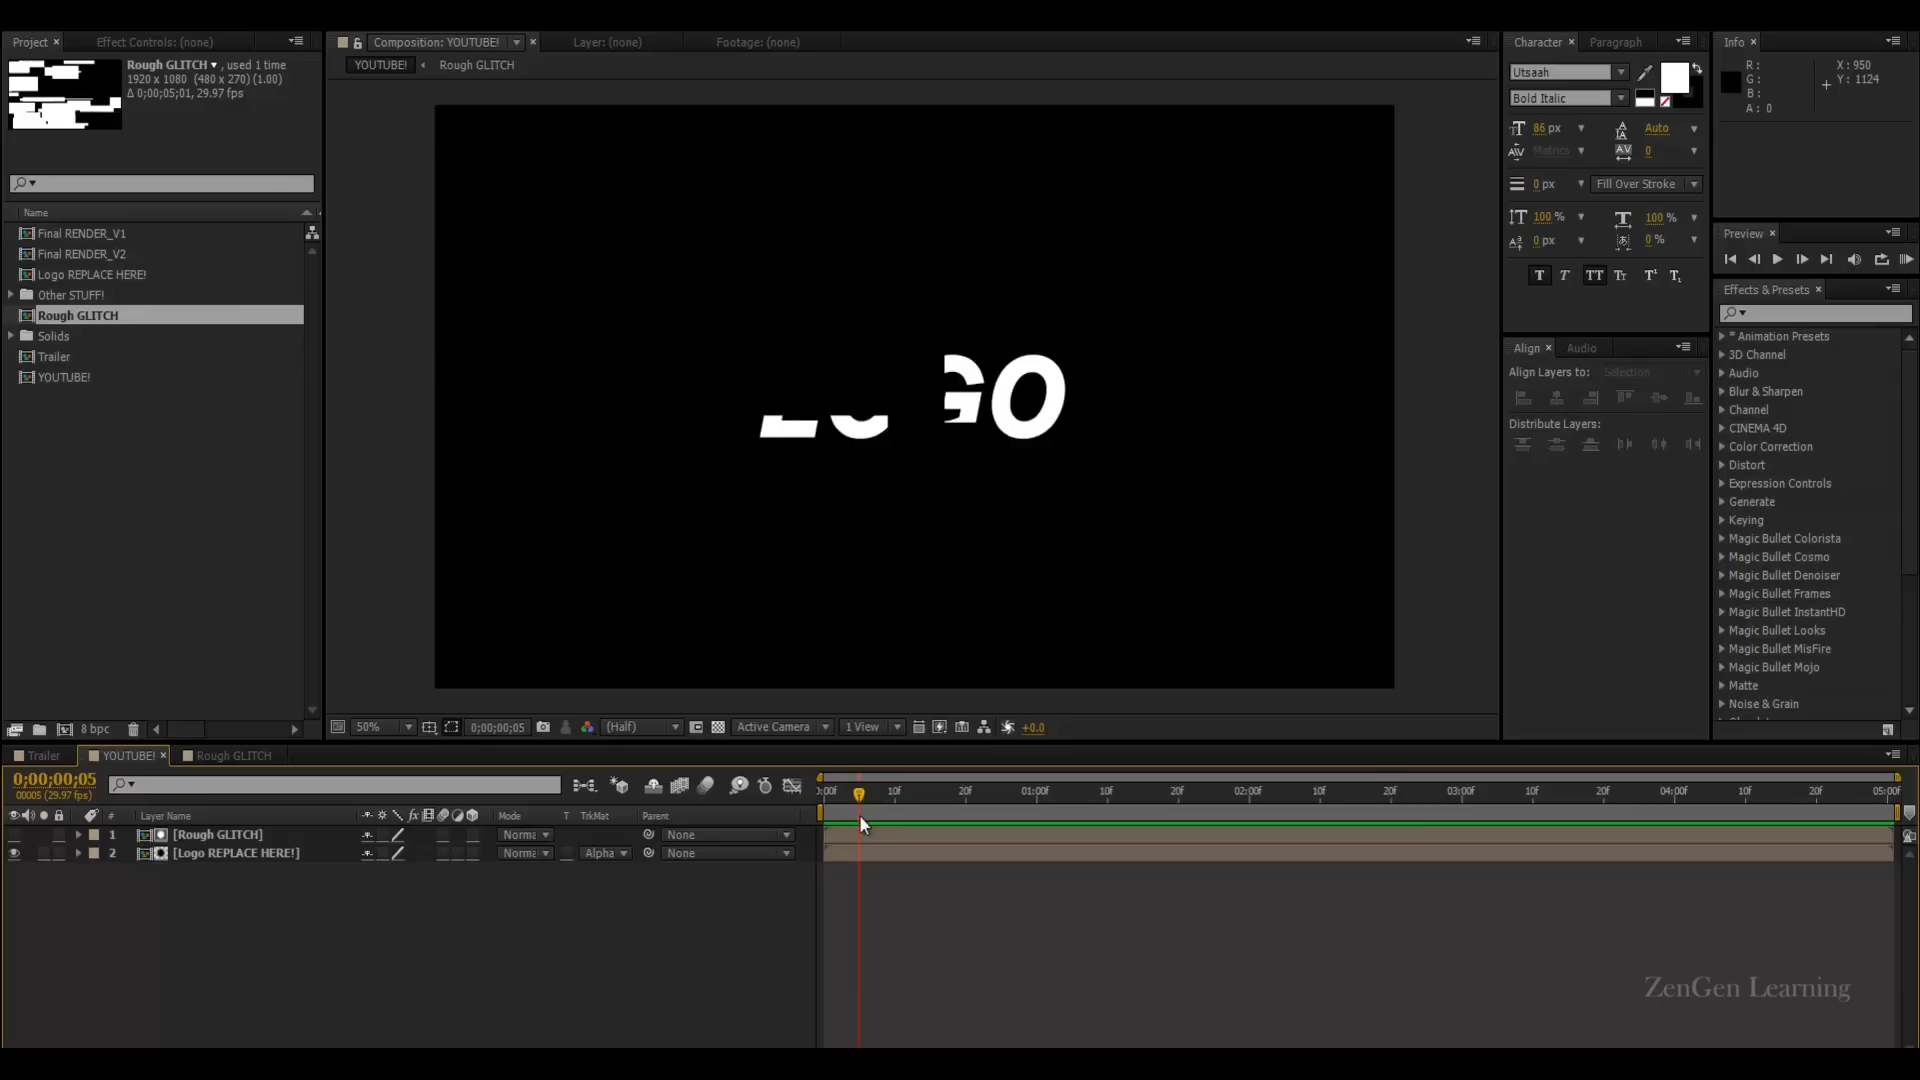 Project
Effect Controls: (none)
Rough GLITCH , used 1 time
1920 x 1080 (480 x 270) (1.00)
Δ 0;00;05;01, 29.97 fps
Name
Final RENDER_V1
Final RENDER_V2
Logo REPLACE HERE!
Other STUFF!
Rough GLITCH
Solids
Trailer
YOUTUBE!
8 bpc
Composition: YOUTUBE!
Layer: (none)
Footage: (none)
YOUTUBE!
Rough GLITCH
GO
50%
0;00;00;05
(Half)
Active Camera
1 View
+0.0
Character
Paragraph
Utsaah
Bold Italic
86 px
Auto
Metrics
0
0 px
Fill Over Stroke
100 %
100 %
0 px
0 %
T T TT Tr T¹ T₁
Align
Audio
Align Layers to: Selection
Distribute Layers:
Info
R :
G :
B :
A : 0
X : 950
Y : 1124
Preview
Effects & Presets
* Animation Presets
3D Channel
Audio
Blur & Sharpen
Channel
CINEMA 4D
Color Correction
Distort
Expression Controls
Generate
Keying
Magic Bullet Colorista
Magic Bullet Cosmo
Magic Bullet Denoiser
Magic Bullet Frames
Magic Bullet InstantHD
Magic Bullet Looks
Magic Bullet MisFire
Magic Bullet Mojo
Matte
Noise & Grain
Trailer
YOUTUBE!
Rough GLITCH
0;00;00;05
00005 (29.97 fps)
# Layer Name
Mode
T TrkMat
Parent
1 [Rough GLITCH]
Norma
None
2 [Logo REPLACE HERE!]
Norma
Alpha
None
):00f 10f 20f 01:00f 10f 20f 02:00f 10f 20f 03:00f 10f 20f 04:00f 10f 20f 05:00f
ZenGen Learning